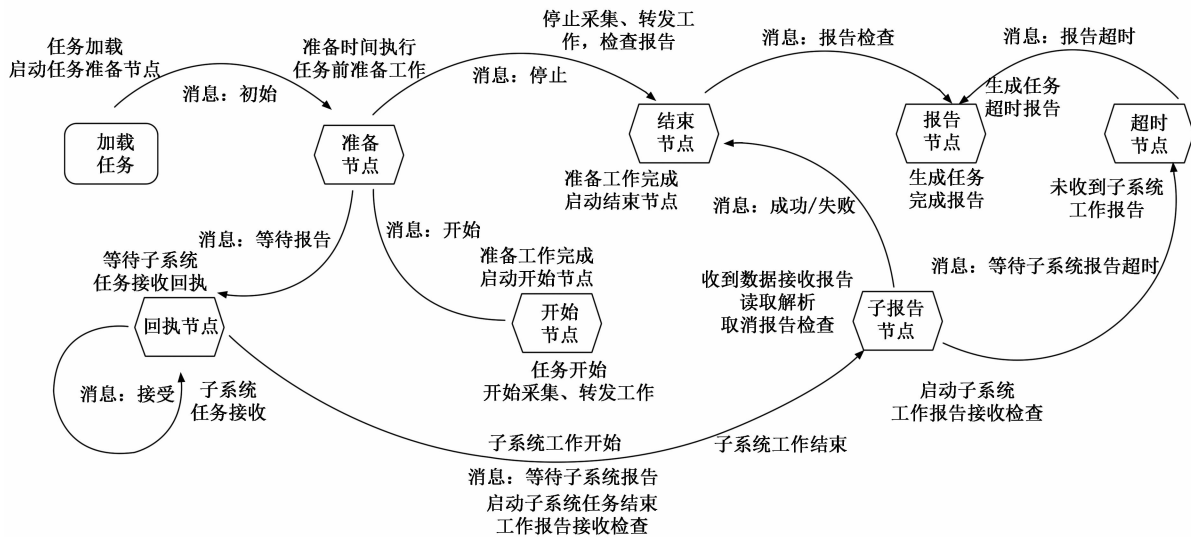 任务加载
启动任务准备节点
消息：初始
加载
任务
准备时间执行
任务前准备工作
准备
节点
停止采集、转发工
作，检查报告
消息：停止
结束
节点
准备工作完成
启动结束节点
消息：报告检查
报告
节点
生成任务
完成报告
消息：报告超时
生成任务
超时报告
超时
节点
未收到子系统
工作报告
消息：成功/失败
消息：等待报告
消息：开始
等待子系统
任务接收回执
回执节点
消息：接受
子系统
任务接收
准备工作完成
启动开始节点
开始
节点
任务开始
开始采集、转发工作
收到数据接收报告
读取解析
取消报告检查
子报告
节点
消息：等待子系统报告超时
启动子系统
工作报告接收检查
子系统工作开始
子系统工作结束
消息：等待子系统报告
启动子系统任务结束
工作报告接收检查